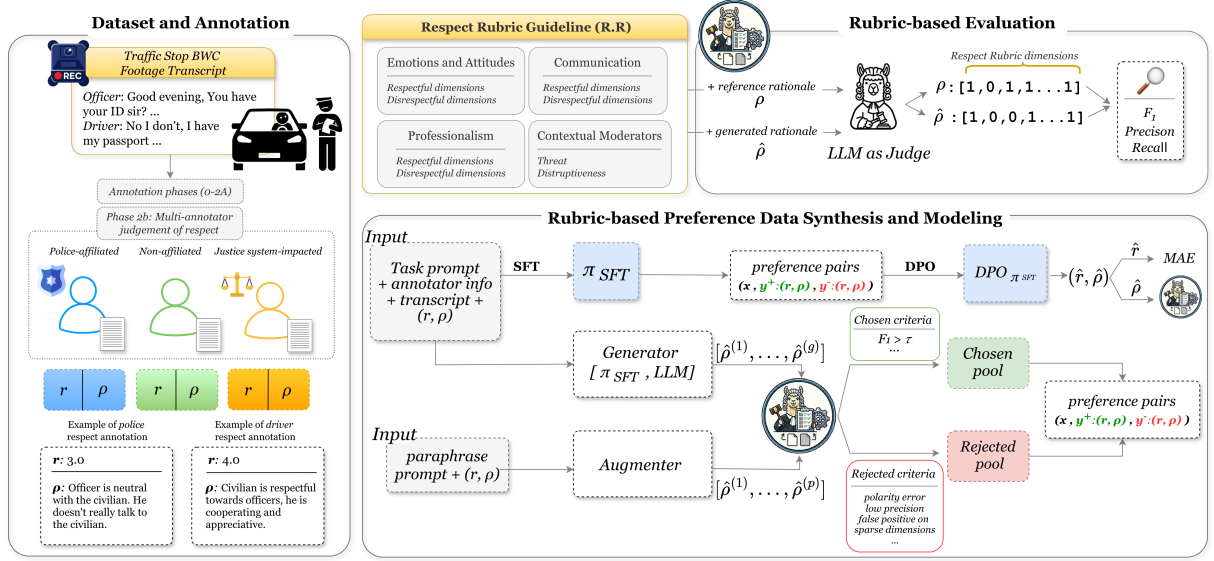 Dataset and Annotation
REC
Traffic Stop BWC
Footage Transcript
Officer: Good evening, You have
your ID sir? ...
Driver: No I don't, I have
my passport ...
Annotation phases (0-2A)
Phase 2b: Multi-annotator
judgement of respect
Police-affiliated
Non-affiliated
Justice system-impacted
r ρ
r ρ
r ρ
Example of police
respect annotation
Example of driver
respect annotation
r: 3.0
ρ: Officer is neutral
with the civilian. He
doesn't really talk to
the civilian.
r: 4.0
ρ: Civilian is respectful
towards officers, he is
cooperating and
appreciative.
Respect Rubric Guideline (R.R)
Emotions and Attitudes
Respectful dimensions
Disrespectful dimensions
Communication
Respectful dimensions
Disrespectful dimensions
Professionalism
Respectful dimensions
Disrespectful dimensions
Contextual Moderators
Threat
Disruptiveness
Rubric-based Evaluation
+ reference rationale
ρ
+ generated rationale
ρ̂
LLM as Judge
Respect Rubric dimensions
ρ : [1,0,1,1...1]
ρ̂ : [1,0,0,1...1]
F₁
Precison
Recall
Rubric-based Preference Data Synthesis and Modeling
Input
Task prompt
+ annotator info
+ transcript +
(r, ρ)
SFT
π SFT
preference pairs
(x , y⁺:(r, ρ) , y⁻:(r, ρ) )
DPO
DPO π SFT
(r̂, ρ̂)
r̂
MAE
ρ̂
Generator
[ π SFT , LLM]
[ρ̂⁽¹⁾, . . . , ρ̂⁽ᵍ⁾]
Chosen criteria
F₁ > τ
...
Chosen
pool
preference pairs
(x , y⁺:(r, ρ) , y⁻:(r, ρ) )
Input
paraphrase
prompt + (r, ρ)
Augmenter
[ρ̂⁽¹⁾, . . . , ρ̂⁽ᵖ⁾]
Rejected
pool
Rejected criteria
polarity error
low precision
false positive on
sparse dimensions
...